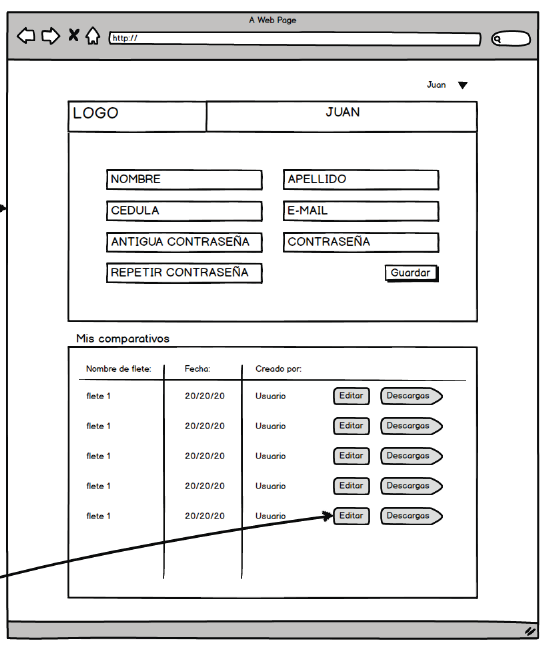 A Web Page
http://
Juan
LOGO JUAN
NOMBRE APELLIDO
CEDULA E-MAIL
ANTIGUA CONTRASEÑA CONTRASEÑA
REPETIR CONTRASEÑA Guardar
Mis comparativos
Nombre de flete: Fecha: Creado por:
flete 1 20/20/20 Usuario Editar Descargas
flete 1 20/20/20 Usuario Editar Descargas
flete 1 20/20/20 Usuario Editar Descargas
flete 1 20/20/20 Usuario Editar Descargas
flete 1 20/20/20 Usuario Editar Descargas